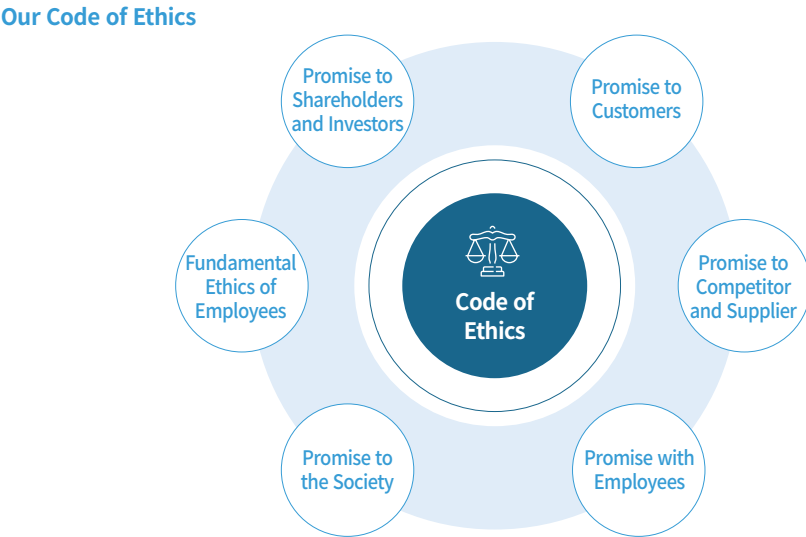 Our Code of Ethics
Promise to
Shareholders
and Investors
Promise to
Customers
Fundamental
Ethics of
Employees
Code of
Ethics
Promise to
Competitor
and Supplier
Promise to
the Society
Promise with
Employees